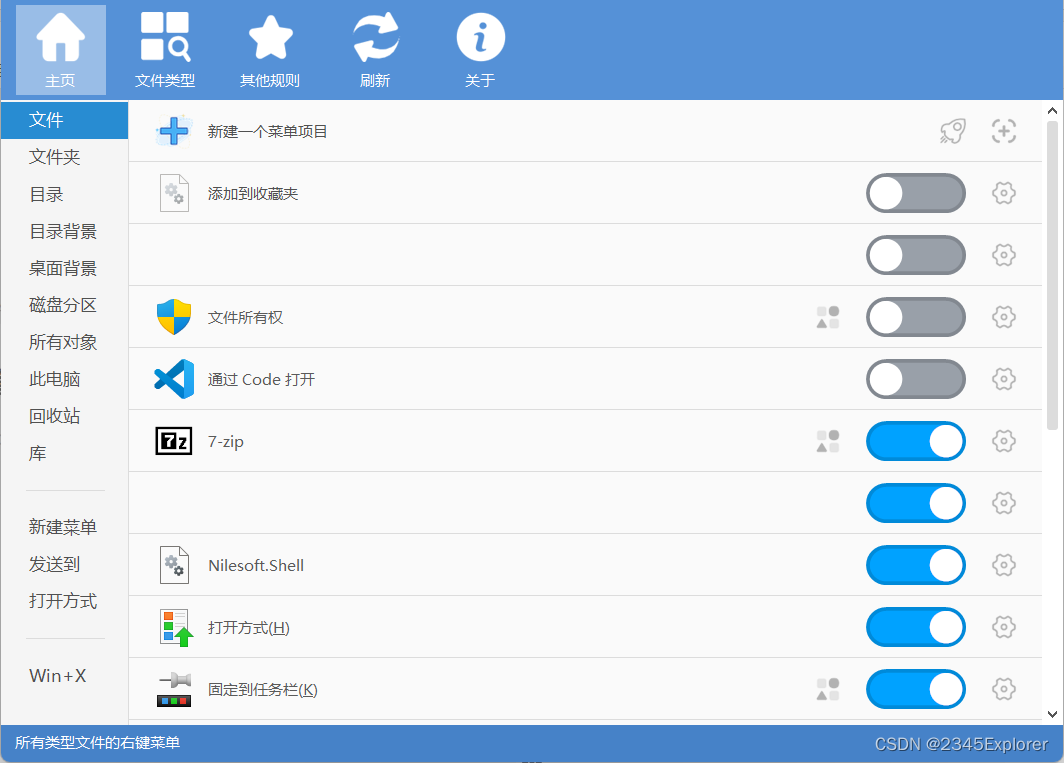 主页
文件类型
其他规则
刷新
关于
文件
文件夹
目录
目录背景
桌面背景
磁盘分区
所有对象
此电脑
回收站
库
新建菜单
发送到
打开方式
Win+X
新建一个菜单项目
添加到收藏夹
文件所有权
通过 Code 打开
7z
7-zip
Nilesoft.Shell
打开方式(H)
固定到任务栏(K)
所有类型文件的右键菜单
CSDN @2345Explorer